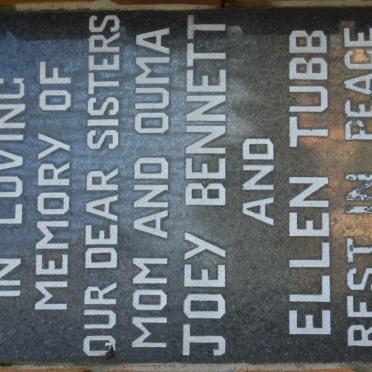 IN LOVING
MEMORY OF
OUR DEAR SISTERS
MOM AND OUMA
JOEY BENNETT
AND
ELLEN TUBB
REST IN PEACE